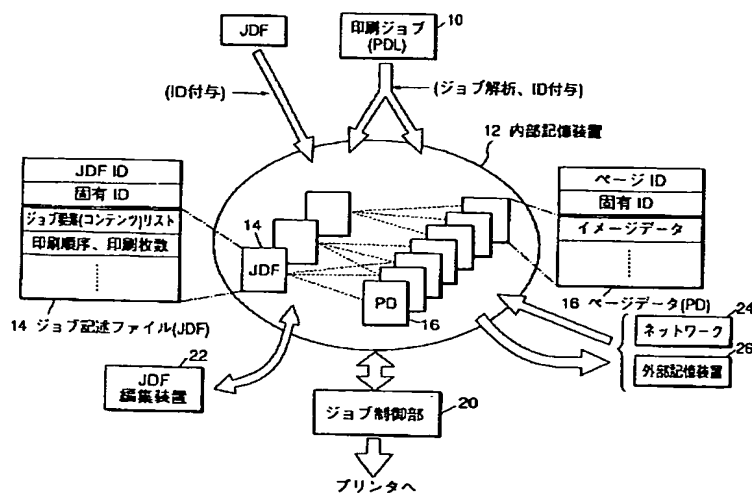 JDF
印刷ジョブ
(PDL)
10
(ID付与)
(ジョブ解析、ID付与)
12 内部記憶装置
JDF ID
固有 ID
ジョブ要素(コンテンツ)リスト
印刷順序、印刷枚数
14 ジョブ記述ファイル(JDF)
14
JDF
PD
16
ページ ID
固有 ID
イメージデータ
16 ページデータ(PD)
24
ネットワーク
26
外部記憶装置
22
JDF
編集装置
20
ジョブ制御部
プリンタへ